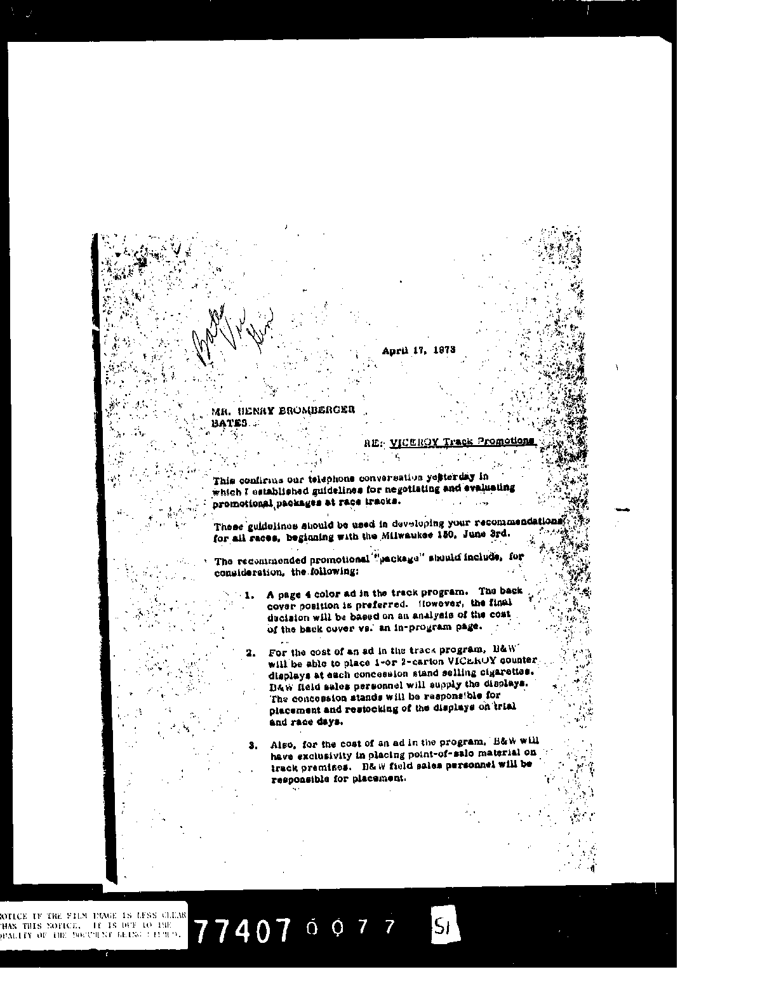 Bates
Vic
Gen
April 17, 1973
MR. HENRY BROMBERGER
BATES
RE: VICEROY Track Promotions
This confirms our telephone conversation yesterday in
which I established guidelines for negotiating and evaluating
promotional packages at race tracks.
These guidelines should be used in developing your recommendations
for all races, beginning with the Milwaukee 150, June 3rd.
The recommended promotional "package" should include, for
consideration, the following:
1. A page 4 color ad in the track program. The back
cover position is preferred. However, the final
decision will be based on an analysis of the cost
of the back cover vs. an in-program page.
2. For the cost of an ad in the track program, B&W
will be able to place 1-or 2-carton VICEROY counter
displays at each concession stand selling cigarettes.
B&W field sales personnel will supply the displays.
The concession stands will be responsible for
placement and restocking of the displays on trial
and race days.
3. Also, for the cost of an ad in the program, B&W will
have exclusivity in placing point-of-sale material on
track premises. B&W field sales personnel will be
responsible for placement.
NOTICE IF THE FILM IMAGE IS LESS CLEAR
THAN THIS NOTICE, IT IS DUE TO THE
QUALITY OF THE DOCUMENT BEING FILMED.
77407 0077 51